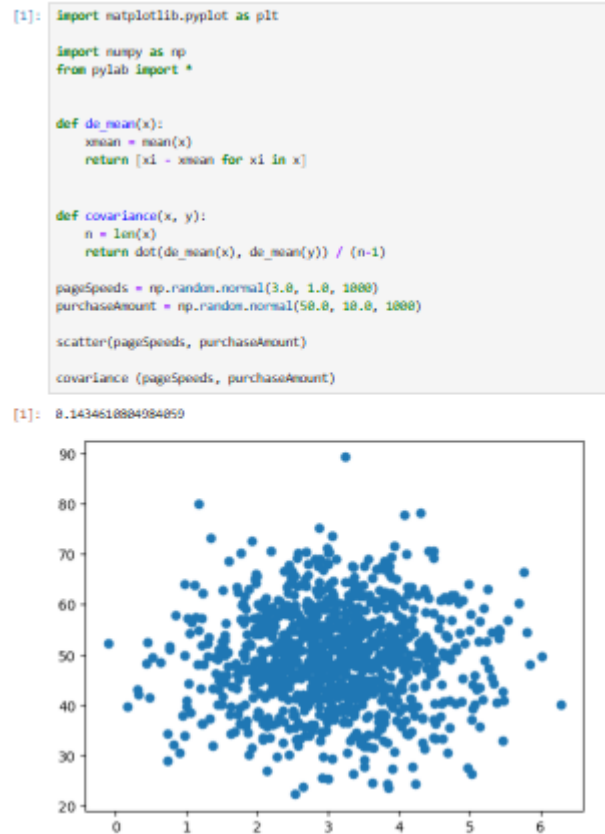 [1]: import matplotlib.pyplot as plt
import numpy as np
from pylab import *
def de_mean(x):
xmean = mean(x)
return [xi - xmean for xi in x]
def covariance(x, y):
n = len(x)
return dot(de_mean(x), de_mean(y)) / (n-1)
pageSpeeds = np.random.normal(3.0, 1.0, 1000)
purchaseAmount = np.random.normal(50.0, 10.0, 1000)
scatter(pageSpeeds, purchaseAmount)
covariance (pageSpeeds, purchaseAmount)
[1]: 0.1434610804984059
90
80
70
60
50
40
30
20
0 1 2 3 4 5 6